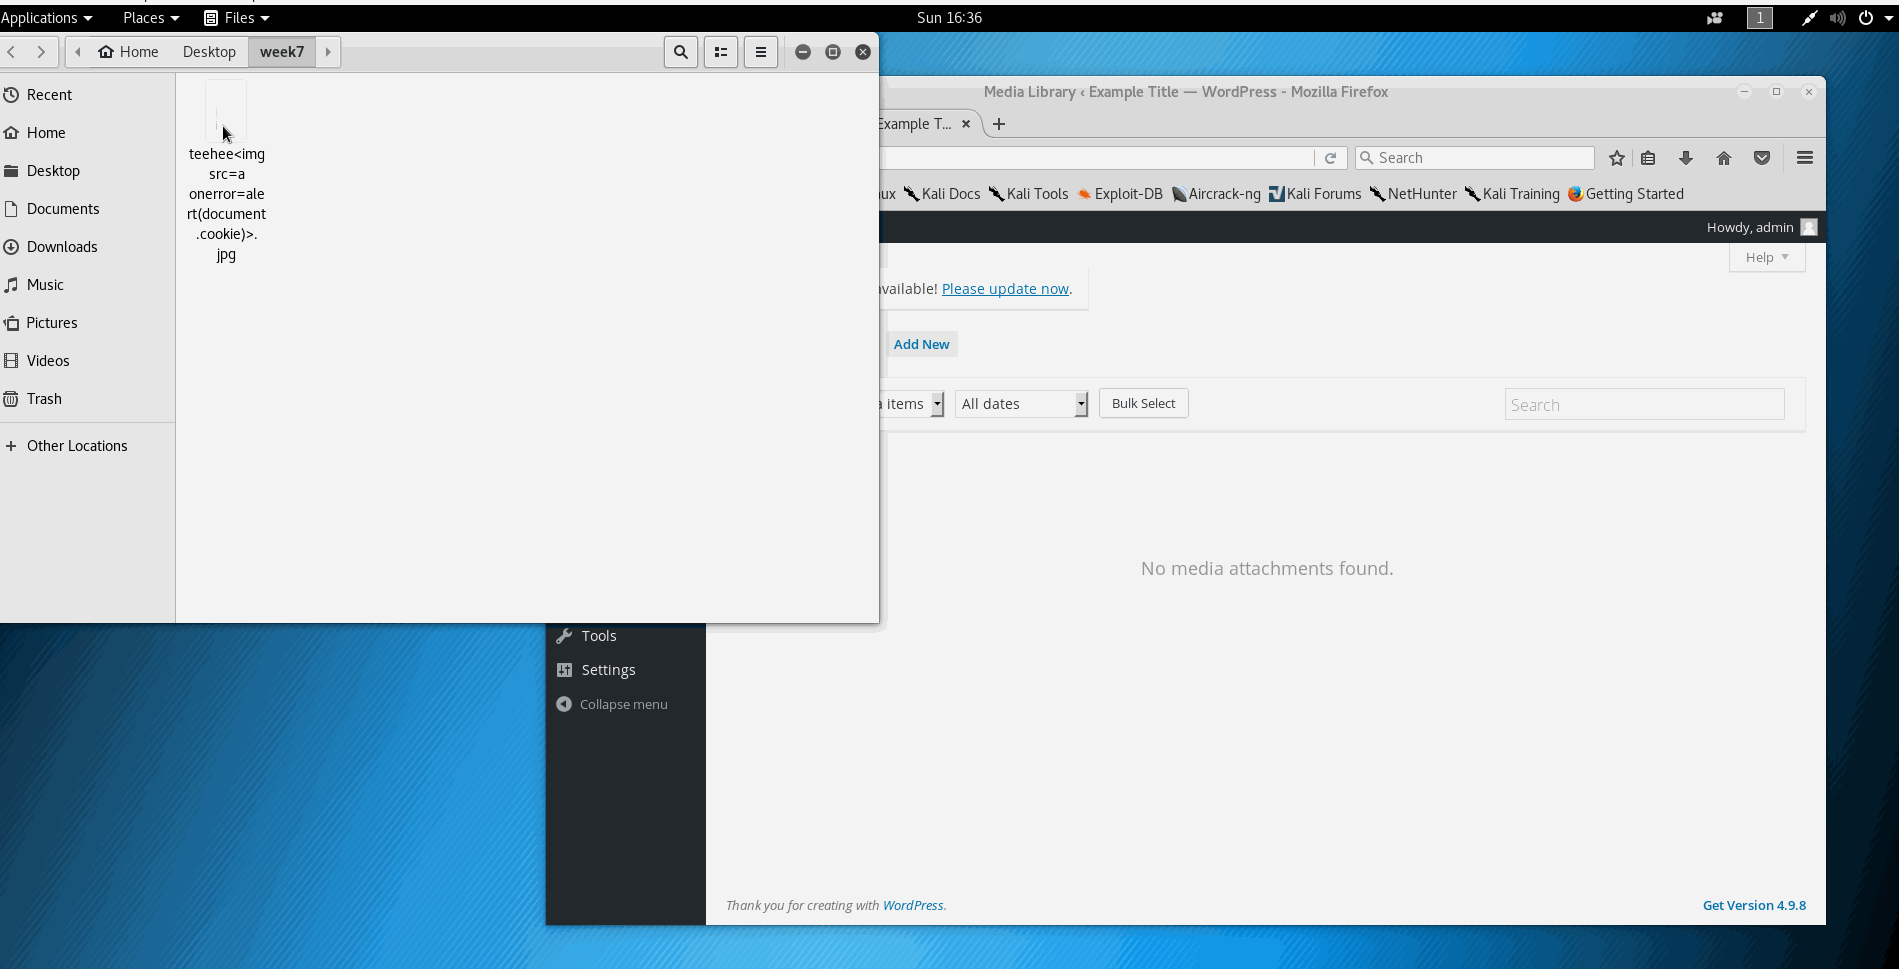 Applications Places Files Sun 16:36 1
Home Desktop week7
Recent
Home
Desktop
Documents
Downloads
Music
Pictures
Videos
Trash
Other Locations
teehee<img
src=a
onerror=ale
rt(document
.cookie)>.
jpg
Media Library ‹ Example Title — WordPress - Mozilla Firefox
Example T...
Search
ux Kali Docs Kali Tools Exploit-DB Aircrack-ng Kali Forums NetHunter Kali Training Getting Started
Howdy, admin
Help
available! Please update now.
Add New
a items All dates Bulk Select Search
No media attachments found.
Tools
Settings
Collapse menu
Thank you for creating with WordPress. Get Version 4.9.8